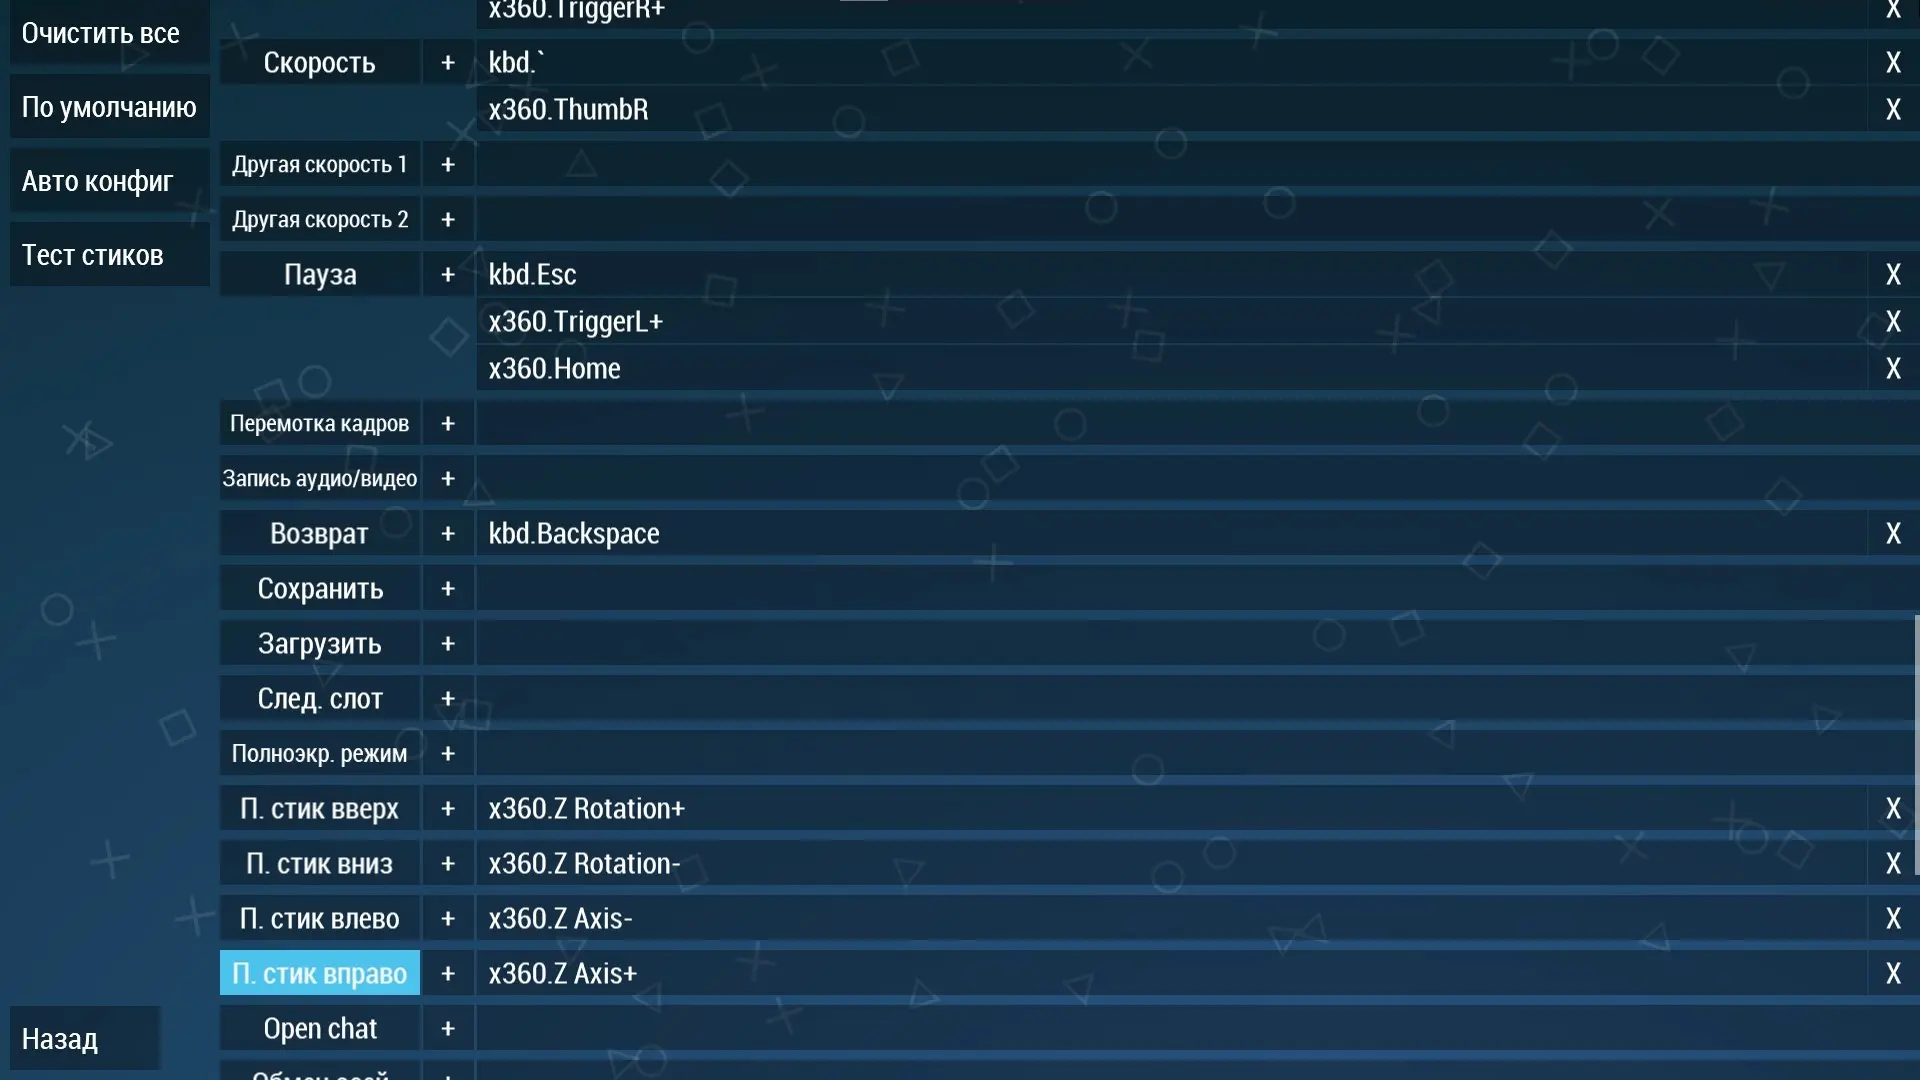 x360.TriggerR+ X
Очистить все
Скорость + kbd.` X
По умолчанию
x360.ThumbR X
Другая скорость 1 +
Авто конфиг
Другая скорость 2 +
Тест стиков
Пауза + kbd.Esc X
x360.TriggerL+ X
x360.Home X
Перемотка кадров +
Запись аудио/видео +
Возврат + kbd.Backspace X
Сохранить +
Загрузить +
След. слот +
Полноэкр. режим +
П. стик вверх + x360.Z Rotation+ X
П. стик вниз + x360.Z Rotation- X
П. стик влево + x360.Z Axis- X
П. стик вправо + x360.Z Axis+ X
Open chat +
Назад